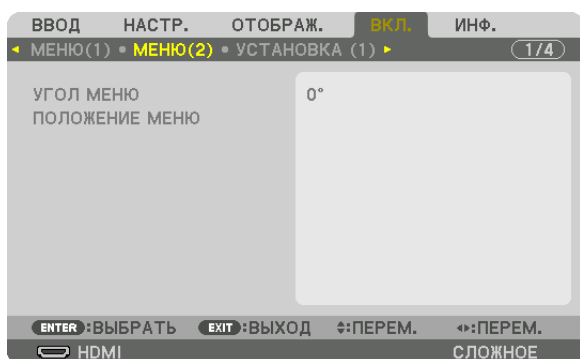 ВВОД НАСТР. ОТОБРАЖ. ВКЛ. ИНФ.
МЕНЮ(1) • МЕНЮ(2) • УСТАНОВКА (1) 1/4
УГОЛ МЕНЮ 0°
ПОЛОЖЕНИЕ МЕНЮ
ENTER:ВЫБРАТЬ EXIT:ВЫХОД :ПЕРЕМ. :ПЕРЕМ.
HDMI СЛОЖНОЕ